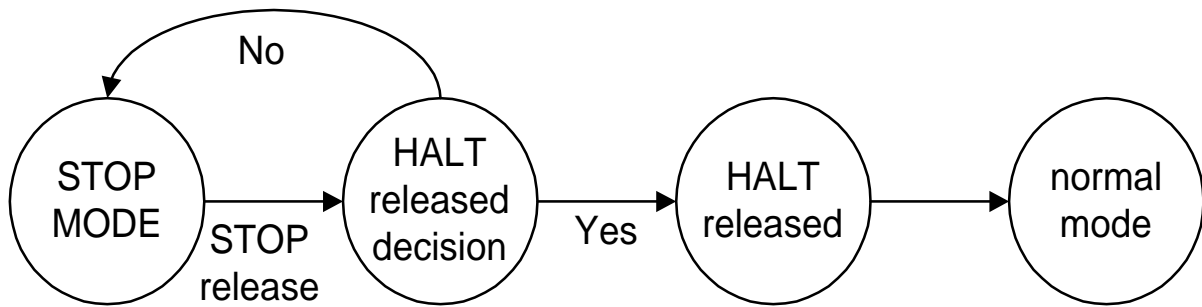 No
STOP
MODE
STOP
release
HALT
released
decision
Yes
HALT
released
normal
mode